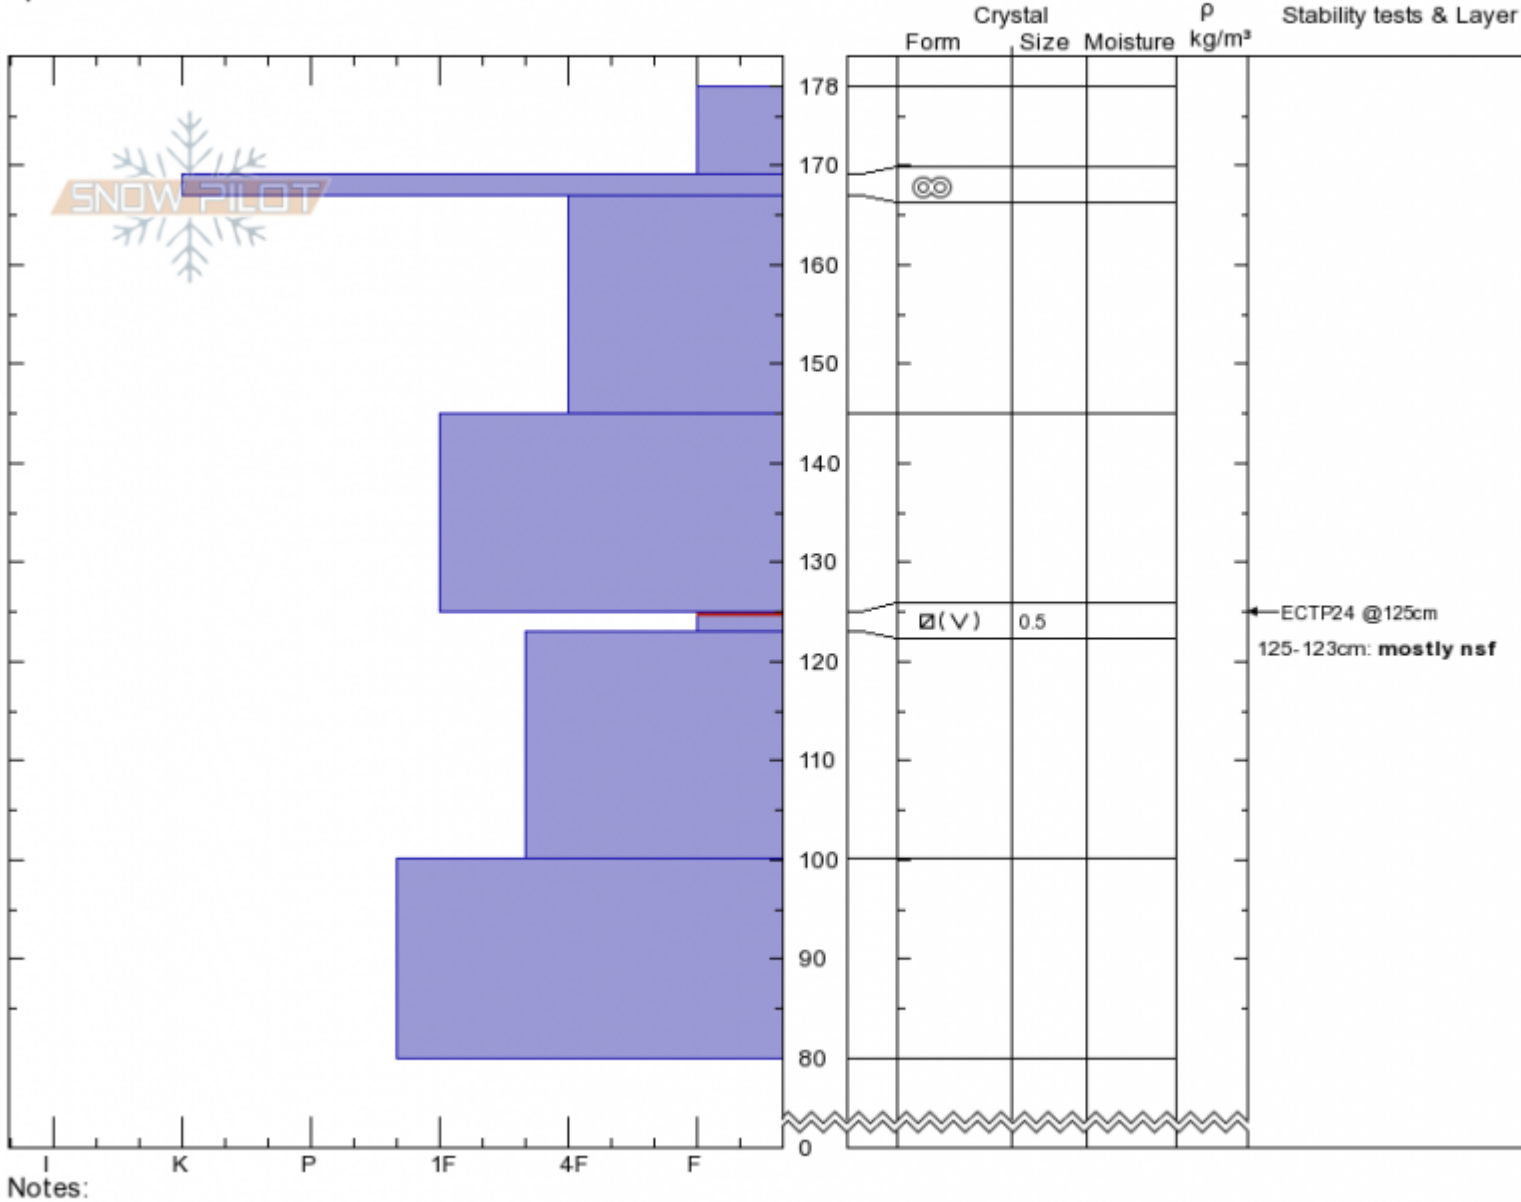 Crystal ρ Stability tests & Layer
Form Size Moisture kg/m³
178
170
SNOW PILOT
160
150
140
130
0.5
ECTP24 @125cm
120
125-123cm: mostly nsf
110
100
90
80
0
I K P 1F 4F F
Notes: